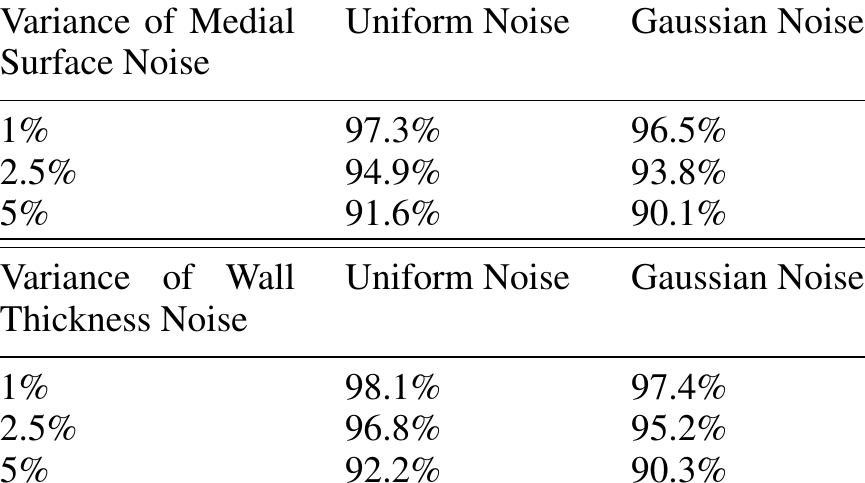 Variance of Medial Surface Noise Uniform Noise Gaussian Noise
1% 97.3% 96.5%
2.5% 94.9% 93.8%
5% 91.6% 90.1%
Variance of Wall Thickness Noise Uniform Noise Gaussian Noise
1% 98.1% 97.4%
2.5% 96.8% 95.2%
5% 92.2% 90.3%